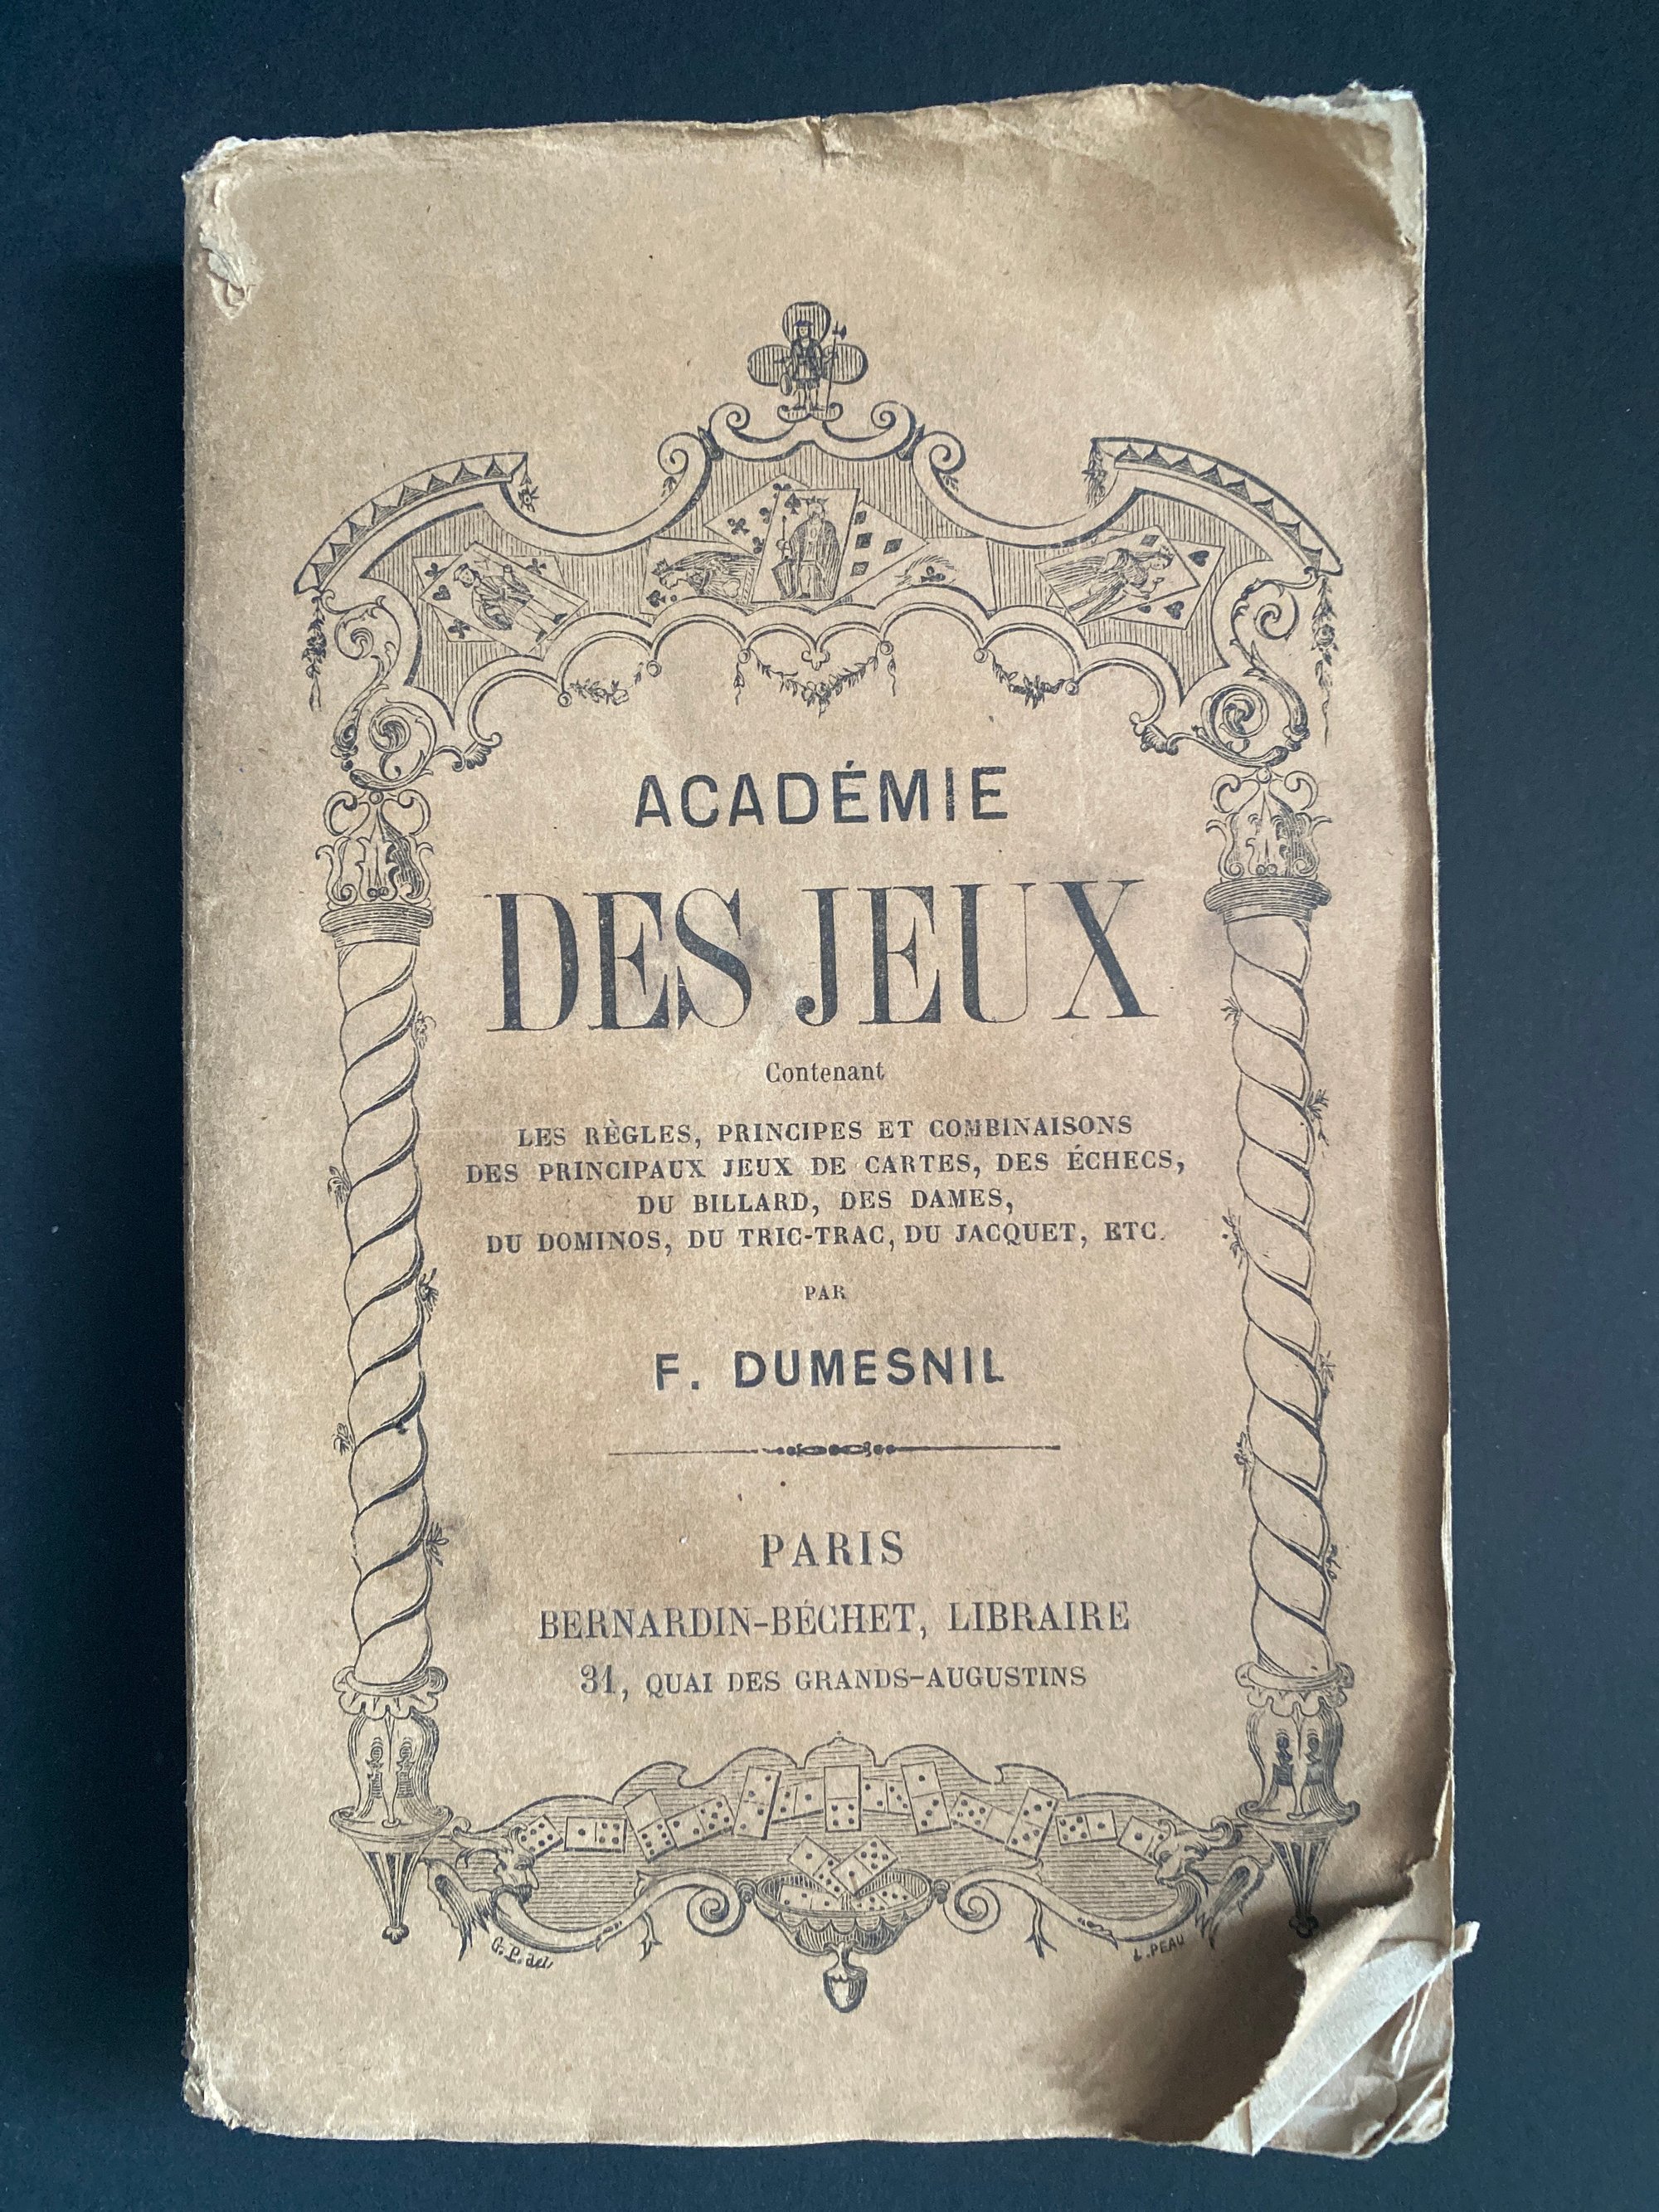 ACADÉMIE
DES JEUX
Contenant
LES RÈGLES, PRINCIPES ET COMBINAISONS
DES PRINCIPAUX JEUX DE CARTES, DES ÉCHECS,
DU BILLARD, DES DAMES,
DU DOMINOS, DU TRIC-TRAC, DU JACQUET, ETC.
PAR
F. DUMESNIL
PARIS
BERNARDIN-BÉCHET, LIBRAIRE
31, QUAI DES GRANDS-AUGUSTINS
G. P. del
L. PEAU